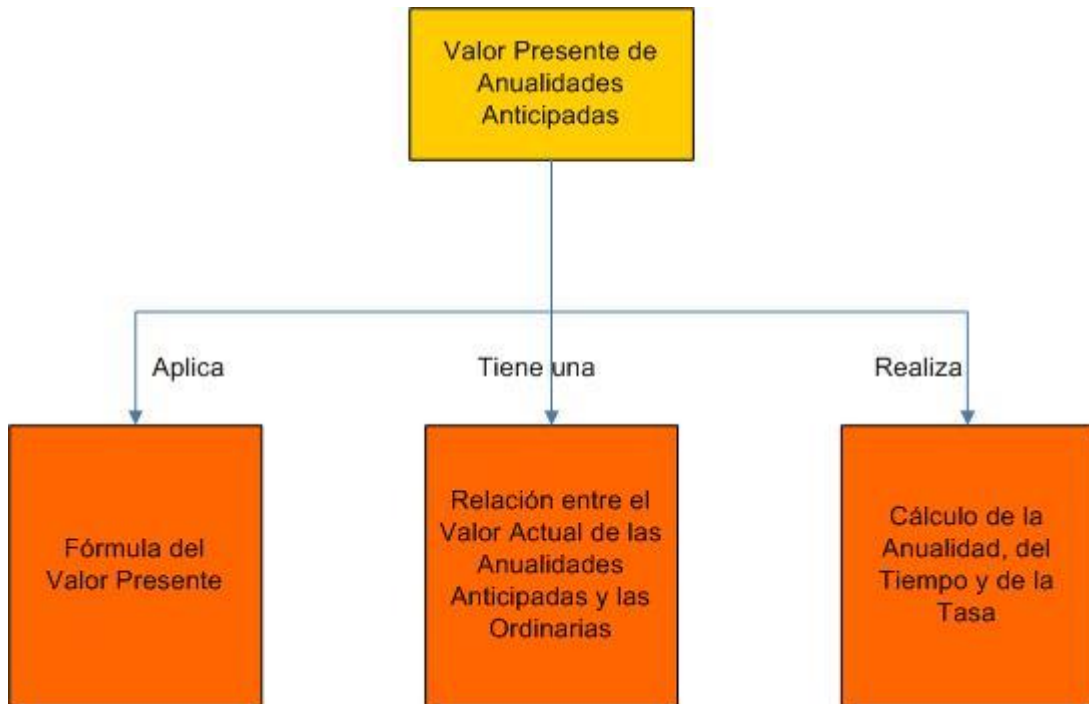 Valor Presente de
Anualidades
Anticipadas
Aplica
Tiene una
Realiza
Fórmula del
Valor Presente
Relación entre el
Valor Actual de las
Anualidades
Anticipadas y las
Ordinarias
Cálculo de la
Anualidad, del
Tiempo y de la
Tasa